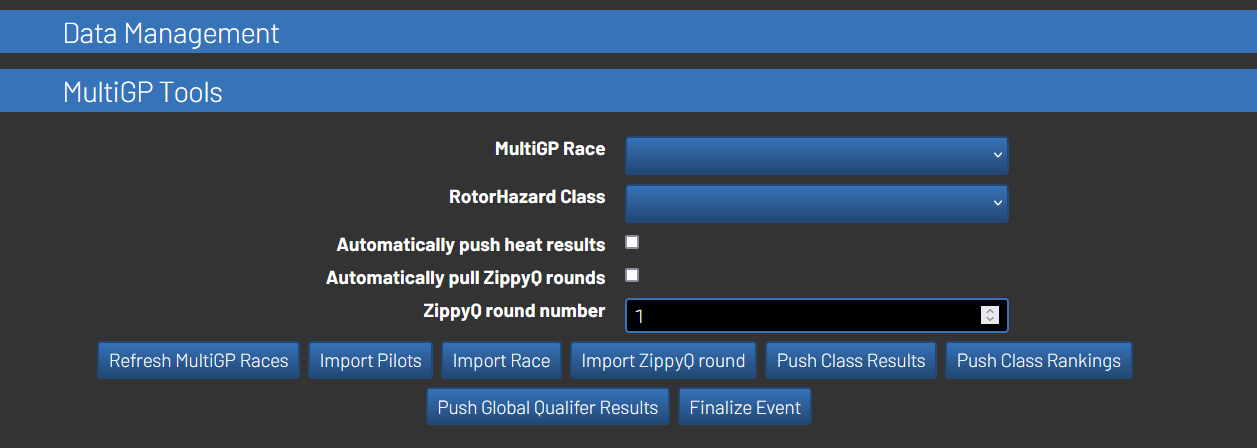 Data Management
MultiGP Tools
MultiGP Race
RotorHazard Class
Automatically push heat results
Automatically pull ZippyQ rounds
ZippyQ round number 1
Refresh MultiGP Races Import Pilots Import Race Import ZippyQ round Push Class Results Push Class Rankings
Push Global Qualifer Results Finalize Event